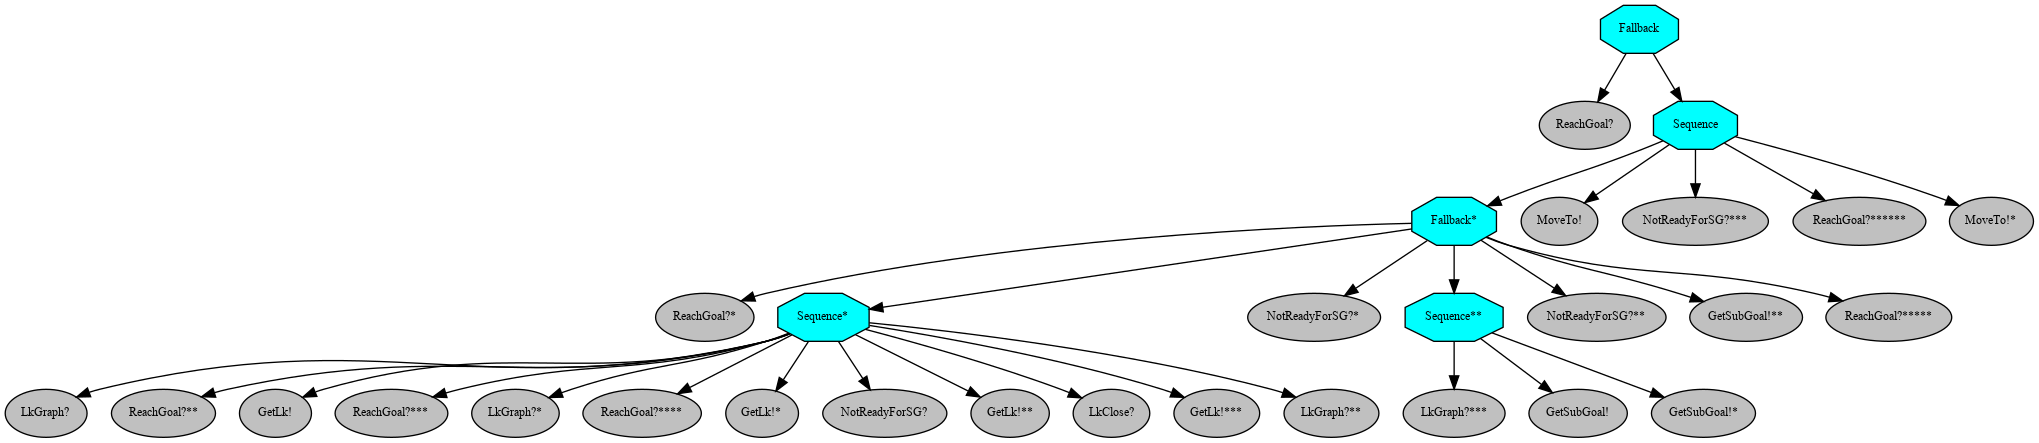 Fallback
ReachGoal?
Sequence
Fallback*
MoveTo!
NotReadyForSG?***
ReachGoal?******
MoveTo!*
ReachGoal?*
Sequence*
NotReadyForSG?*
Sequence**
NotReadyForSG?**
GetSubGoal!**
ReachGoal?*****
LkGraph?
ReachGoal?**
GetLk!
ReachGoal?***
LkGraph?*
ReachGoal?****
GetLk!*
NotReadyForSG?
GetLk!**
LkClose?
GetLk!***
LkGraph?**
LkGraph?***
GetSubGoal!
GetSubGoal!*